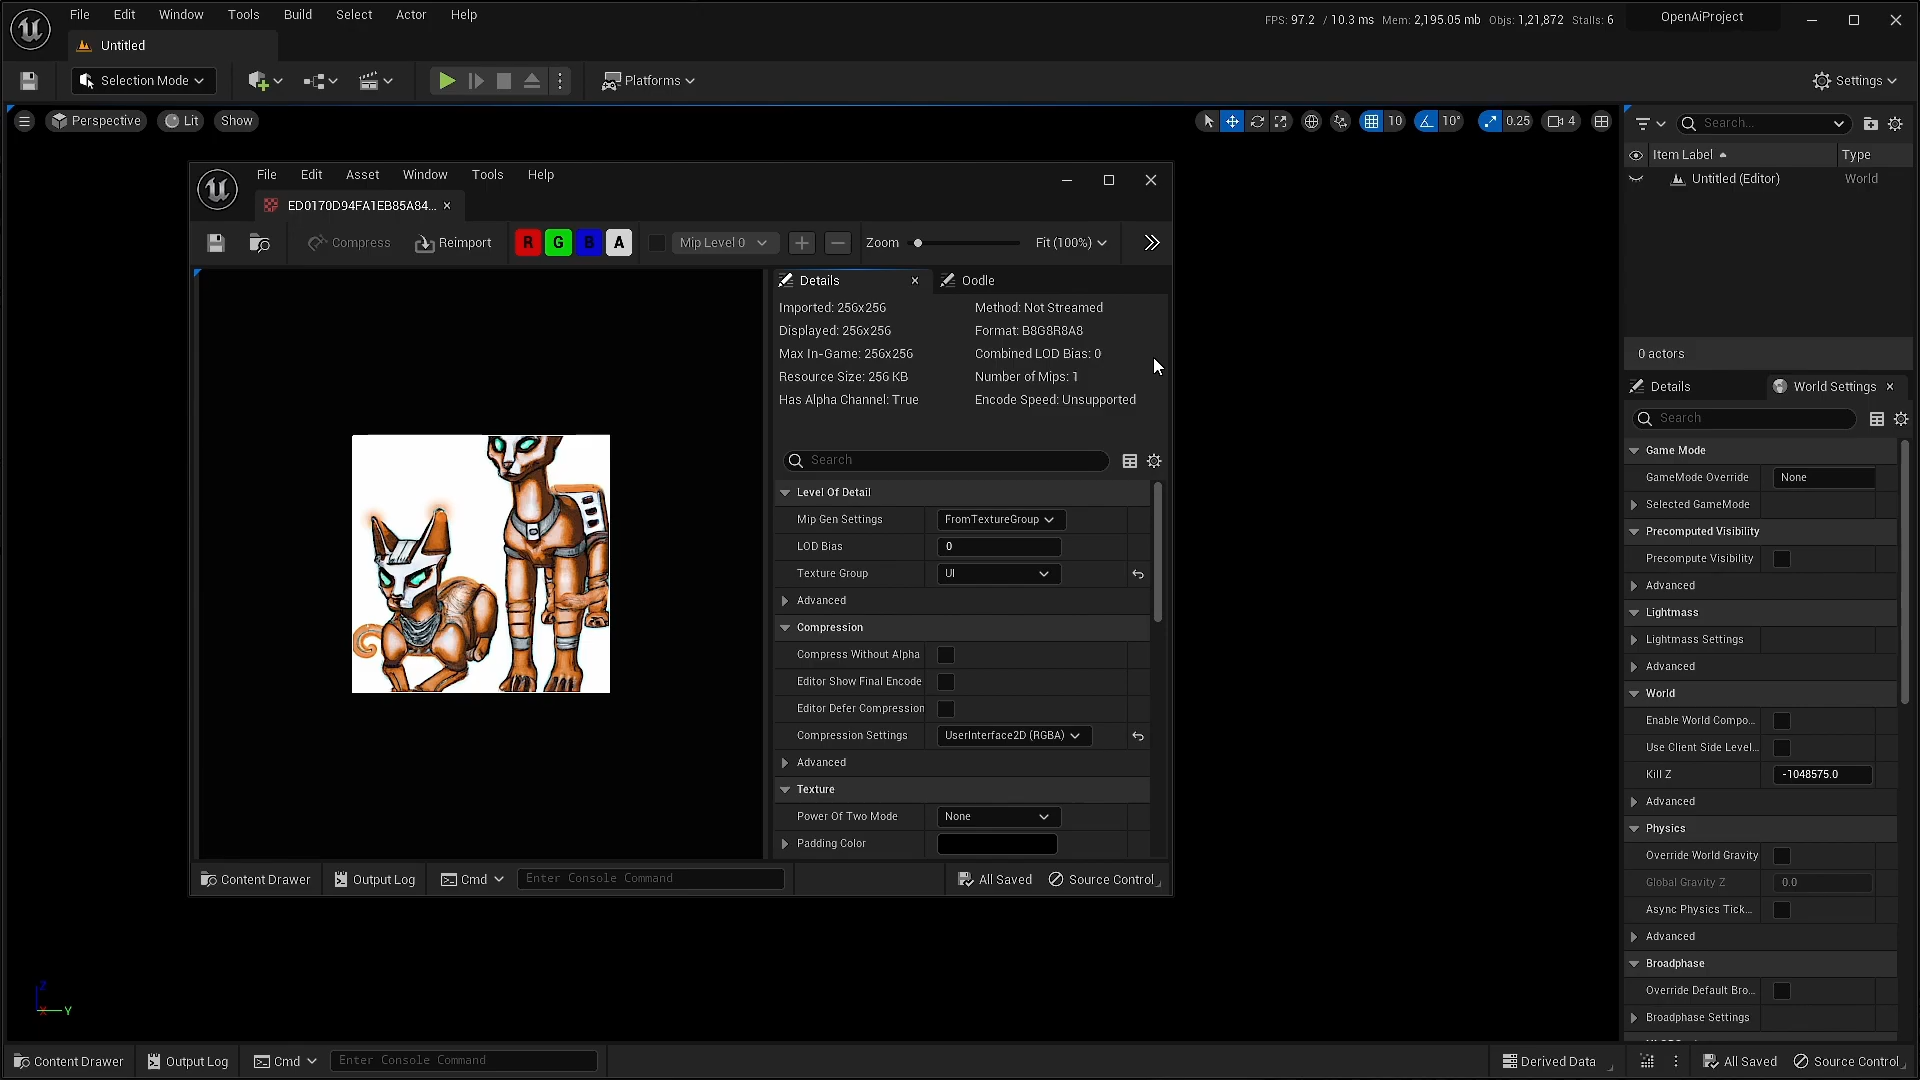 File Edit Window Tools Build Select Actor Help
FPS: 97.2 / 10.3 ms Mem: 2,195.05 mb Objs: 1,21,872 Stalls: 6
OpenAiProject
Untitled
Selection Mode
Platforms
Settings
Perspective Lit Show
10 10° 0.25 4
Search...
Item Label Type
Untitled (Editor) World
0 actors
File Edit Asset Window Tools Help
ED0170D94FA1EB85A84...
Compress Reimport R G B A Mip Level 0 Zoom Fit (100%)
Details Oodle
Imported: 256x256 Method: Not Streamed
Displayed: 256x256 Format: B8G8R8A8
Max In-Game: 256x256 Combined LOD Bias: 0
Resource Size: 256 KB Number of Mips: 1
Has Alpha Channel: True Encode Speed: Unsupported
Search
Level Of Detail
Mip Gen Settings FromTextureGroup
LOD Bias 0
Texture Group UI
Advanced
Compression
Compress Without Alpha
Editor Show Final Encode
Editor Defer Compression
Compression Settings UserInterface2D (RGBA)
Advanced
Texture
Power Of Two Mode None
Padding Color
Content Drawer Output Log Cmd Enter Console Command All Saved Source Control
Details World Settings
Search
Game Mode
GameMode Override None
Selected GameMode
Precomputed Visibility
Precompute Visibility
Advanced
Lightmass
Lightmass Settings
Advanced
World
Enable World Compo...
Use Client Side Level...
Kill Z -1048575.0
Advanced
Physics
Override World Gravity
Global Gravity Z 0.0
Async Physics Tick...
Advanced
Broadphase
Override Default Bro...
Broadphase Settings
Z
X Y
Content Drawer Output Log Cmd Enter Console Command Derived Data All Saved Source Control